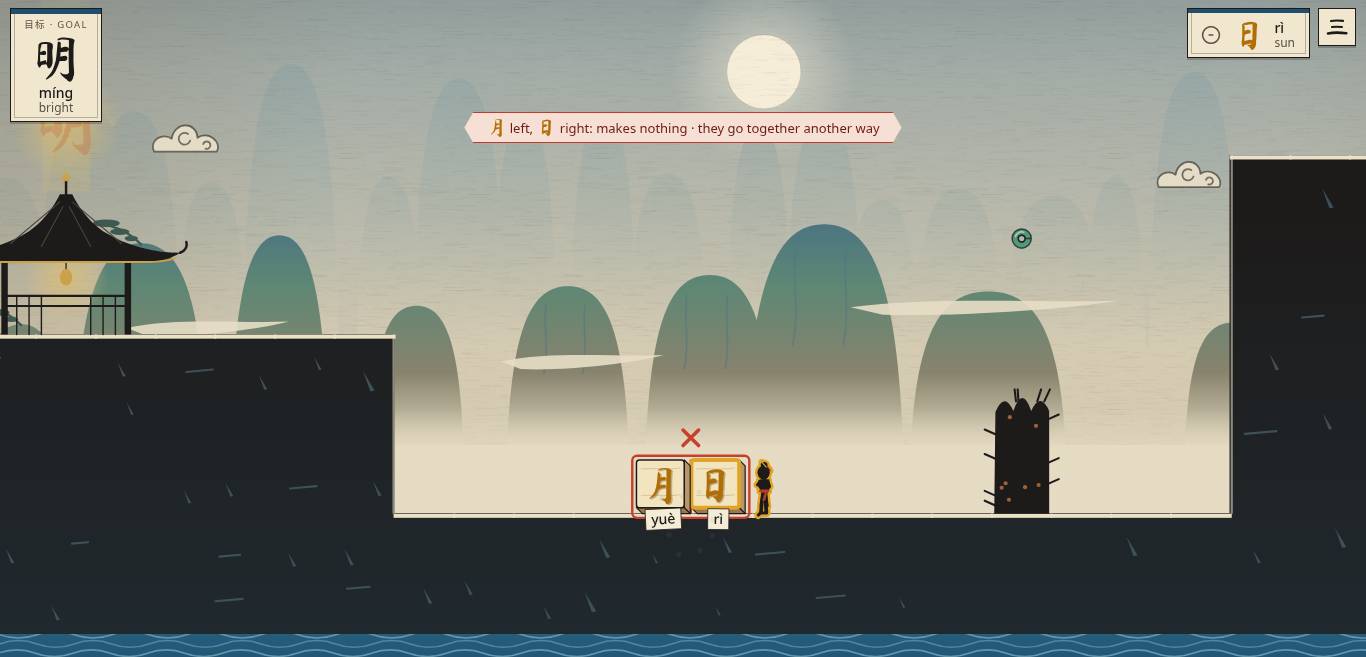 目标 · GOAL
明
míng
bright
明
日
rì
sun
月 left, 日 right: makes nothing · they go together another way
月 日
yuè rì